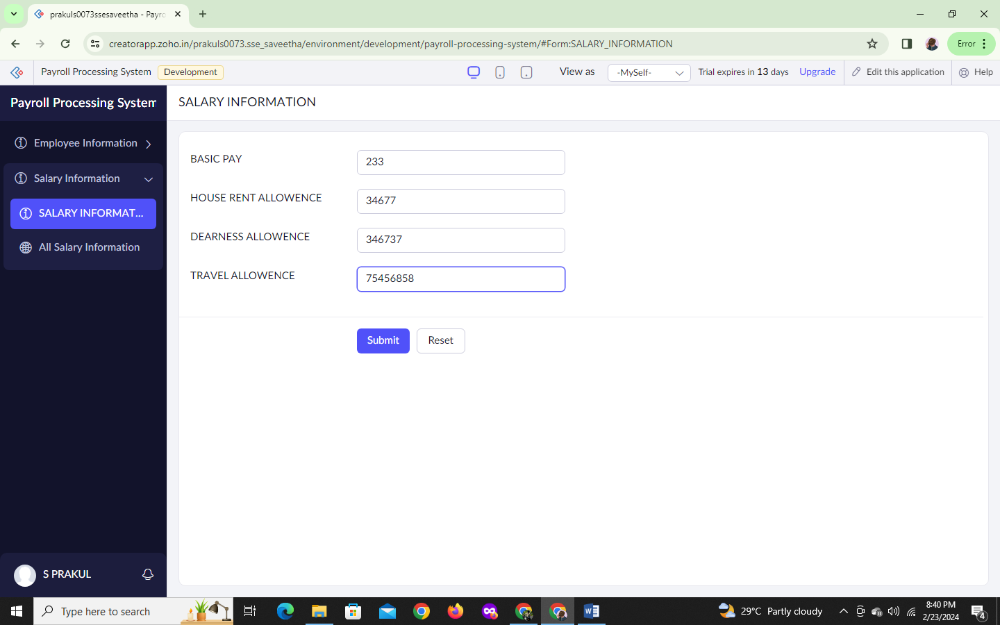 prakuls0073ssesaveetha - Payro
creatorapp.zoho.in/prakuls0073.sse_saveetha/environment/development/payroll-processing-system/#Form:SALARY_INFORMATION
Error
Payroll Processing System
Development
View as
-MySelf-
Trial expires in 13 days
Upgrade
Edit this application
Help
Payroll Processing System
SALARY INFORMATION
Employee Information
Salary Information
SALARY INFORMAT...
All Salary Information
BASIC PAY
233
HOUSE RENT ALLOWENCE
34677
DEARNESS ALLOWENCE
346737
TRAVEL ALLOWENCE
75456858
Submit
Reset
S PRAKUL
Type here to search
29°C Partly cloudy
8:40 PM
2/23/2024
4